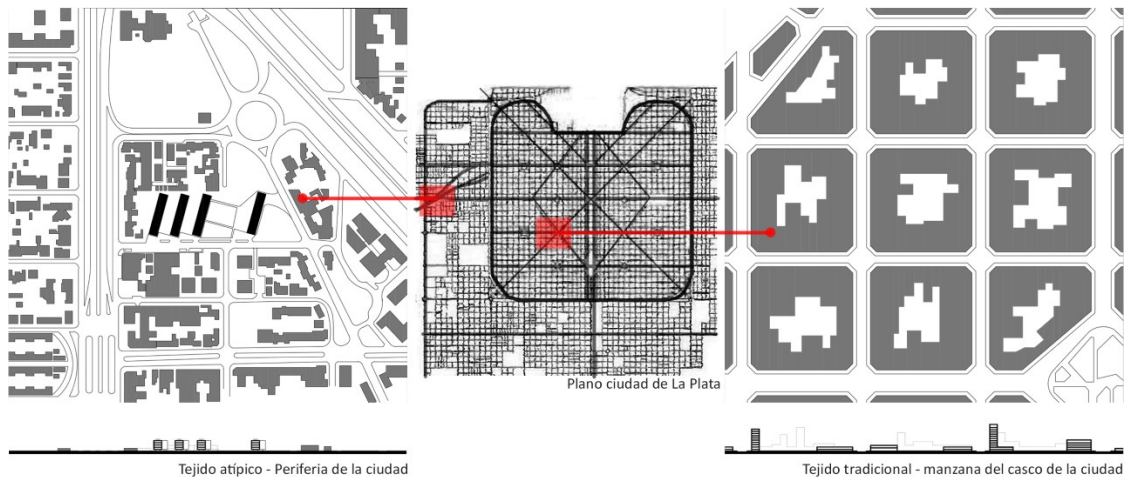 Plano ciudad de La Plata
Tejido atípico - Periferia de la ciudad
Tejido tradicional - manzana del casco de la ciudad